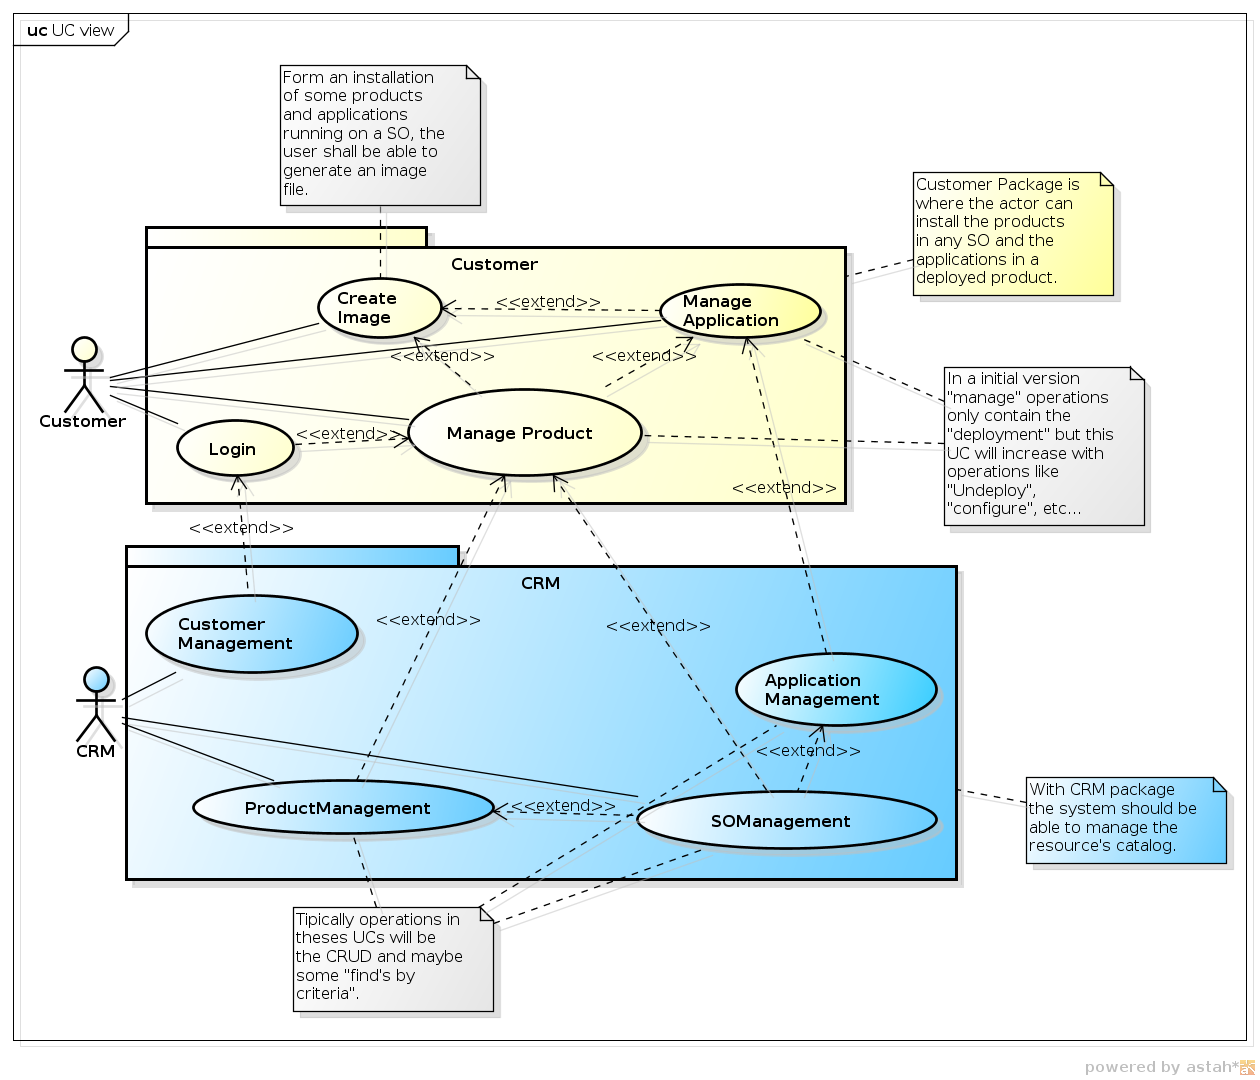 uc UC view
Form an installation
of some products
and applications
running on a SO, the
user shall be able to
generate an image
file.
Customer Package is
where the actor can
install the products
in any SO and the
applications in a
deployed product.
Customer
Create
Image
<<extend>>
Manage
Application
<<extend>>
<<extend>>
Customer
Login
<<extend>>
Manage Product
In a initial version
"manage" operations
only contain the
"deployment" but this
UC will increase with
operations like
"Undeploy",
"configure", etc...
<<extend>>
<<extend>>
CRM
Customer
Management
<<extend>>
<<extend>>
Application
Management
CRM
<<extend>>
ProductManagement
<<extend>>
SOManagement
With CRM package
the system should be
able to manage the
resource's catalog.
Tipically operations in
theses UCs will be
the CRUD and maybe
some "find's by
criteria".
powered by astah*